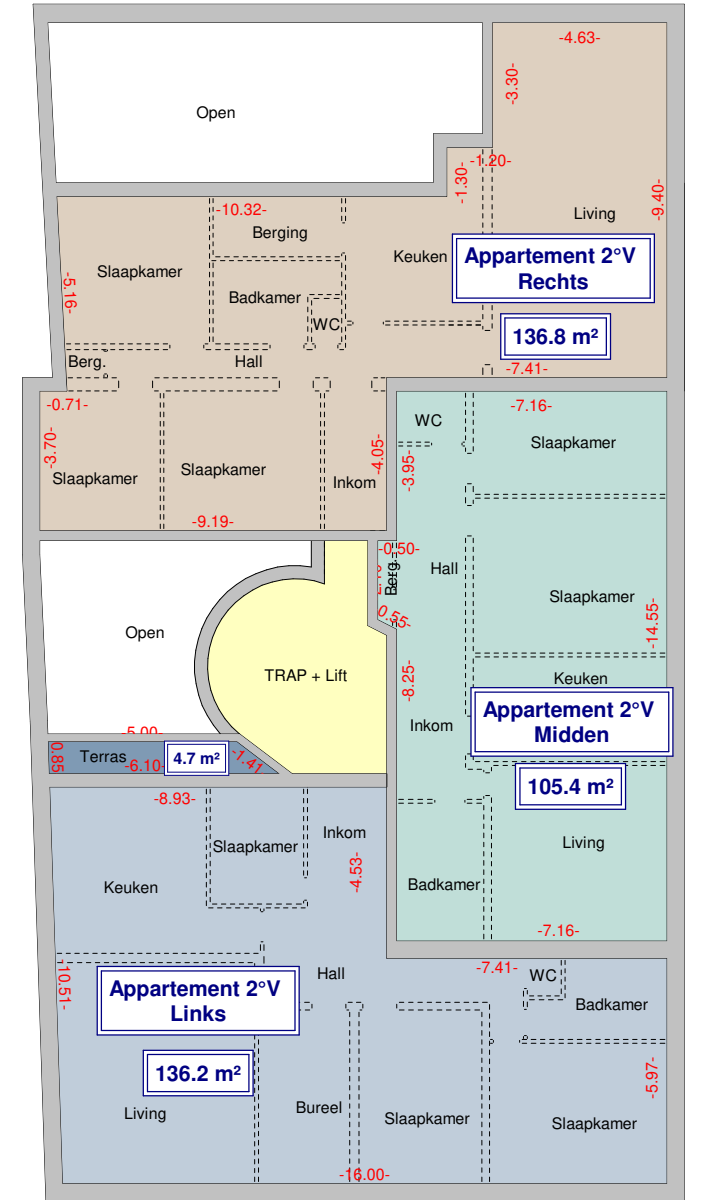 -4.63-
-3.30-
Open
-1.20-
-1.30-
-10.32-
-9.40-
Living
Berging
Keuken
Appartement 2°V
Rechts
Slaapkamer
-5.16-
Badkamer
WC
136.8 m²
Berg.
Hall
-7.41-
-0.71-
-7.16-
WC
Slaapkamer
-3.70-
-4.05-
-3.95-
Slaapkamer
Slaapkamer
Inkom
-9.19-
-0.50-
Berg.
Hall
Slaapkamer
0.55-
-14.55-
Open
TRAP + Lift
-8.25-
Keuken
Appartement 2°V
Midden
Inkom
-5.00-
0.85
Terras
-6.10-
4.7 m²
-1.41
105.4 m²
-8.93-
Inkom
Slaapkamer
Living
-4.53-
Keuken
Badkamer
-7.16-
-7.41-
WC
Hall
-10.51-
Appartement 2°V
Links
Badkamer
136.2 m²
-5.97-
Living
Bureel
Slaapkamer
Slaapkamer
-16.00-